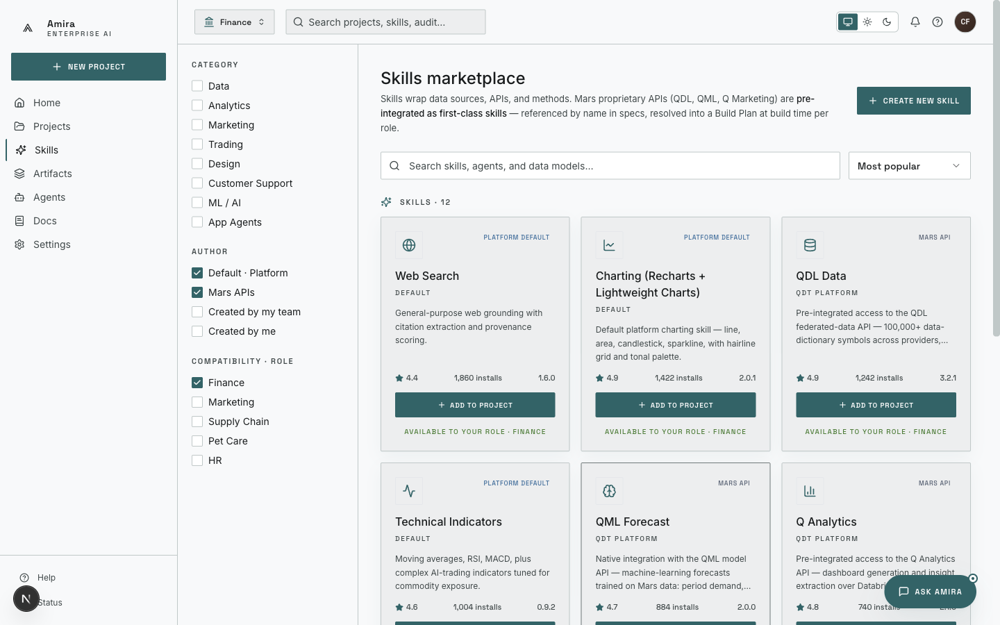 Amira
ENTERPRISE AI
NEW PROJECT
Home
Projects
Skills
Artifacts
Agents
Docs
Settings
Help
Status
N
Finance
Search projects, skills, audit...
CF
CATEGORY
Data
Analytics
Marketing
Trading
Design
Customer Support
ML / AI
App Agents
AUTHOR
Default · Platform
Mars APIs
Created by my team
Created by me
COMPATIBILITY · ROLE
Finance
Marketing
Supply Chain
Pet Care
HR
Skills marketplace
Skills wrap data sources, APIs, and methods. Mars proprietary APIs (QDL, QML, Q Marketing) are pre-
integrated as first-class skills — referenced by name in specs, resolved into a Build Plan at build time per
role.
CREATE NEW SKILL
Search skills, agents, and data models...
Most popular
SKILLS · 12
PLATFORM DEFAULT
Web Search
DEFAULT
General-purpose web grounding with
citation extraction and provenance
scoring.
4.4 1,860 installs 1.6.0
ADD TO PROJECT
AVAILABLE TO YOUR ROLE · FINANCE
PLATFORM DEFAULT
Charting (Recharts +
Lightweight Charts)
DEFAULT
Default platform charting skill — line,
area, candlestick, sparkline, with hairline
grid and tonal palette.
4.9 1,422 installs 2.0.1
ADD TO PROJECT
AVAILABLE TO YOUR ROLE · FINANCE
MARS API
QDL Data
QDT PLATFORM
Pre-integrated access to the QDL
federated-data API — 100,000+ data-
dictionary symbols across providers,...
4.9 1,242 installs 3.2.1
ADD TO PROJECT
AVAILABLE TO YOUR ROLE · FINANCE
PLATFORM DEFAULT
Technical Indicators
DEFAULT
Moving averages, RSI, MACD, plus
complex AI-trading indicators tuned for
commodity exposure.
4.6 1,004 installs 0.9.2
MARS API
QML Forecast
QDT PLATFORM
Native integration with the QML model
API — machine-learning forecasts
trained on Mars data: period demand,...
4.7 884 installs 2.0.0
MARS API
Q Analytics
QDT PLATFORM
Pre-integrated access to the Q Analytics
API — dashboard generation and insight
extraction over
4.8 740 installs
ASK AMIRA